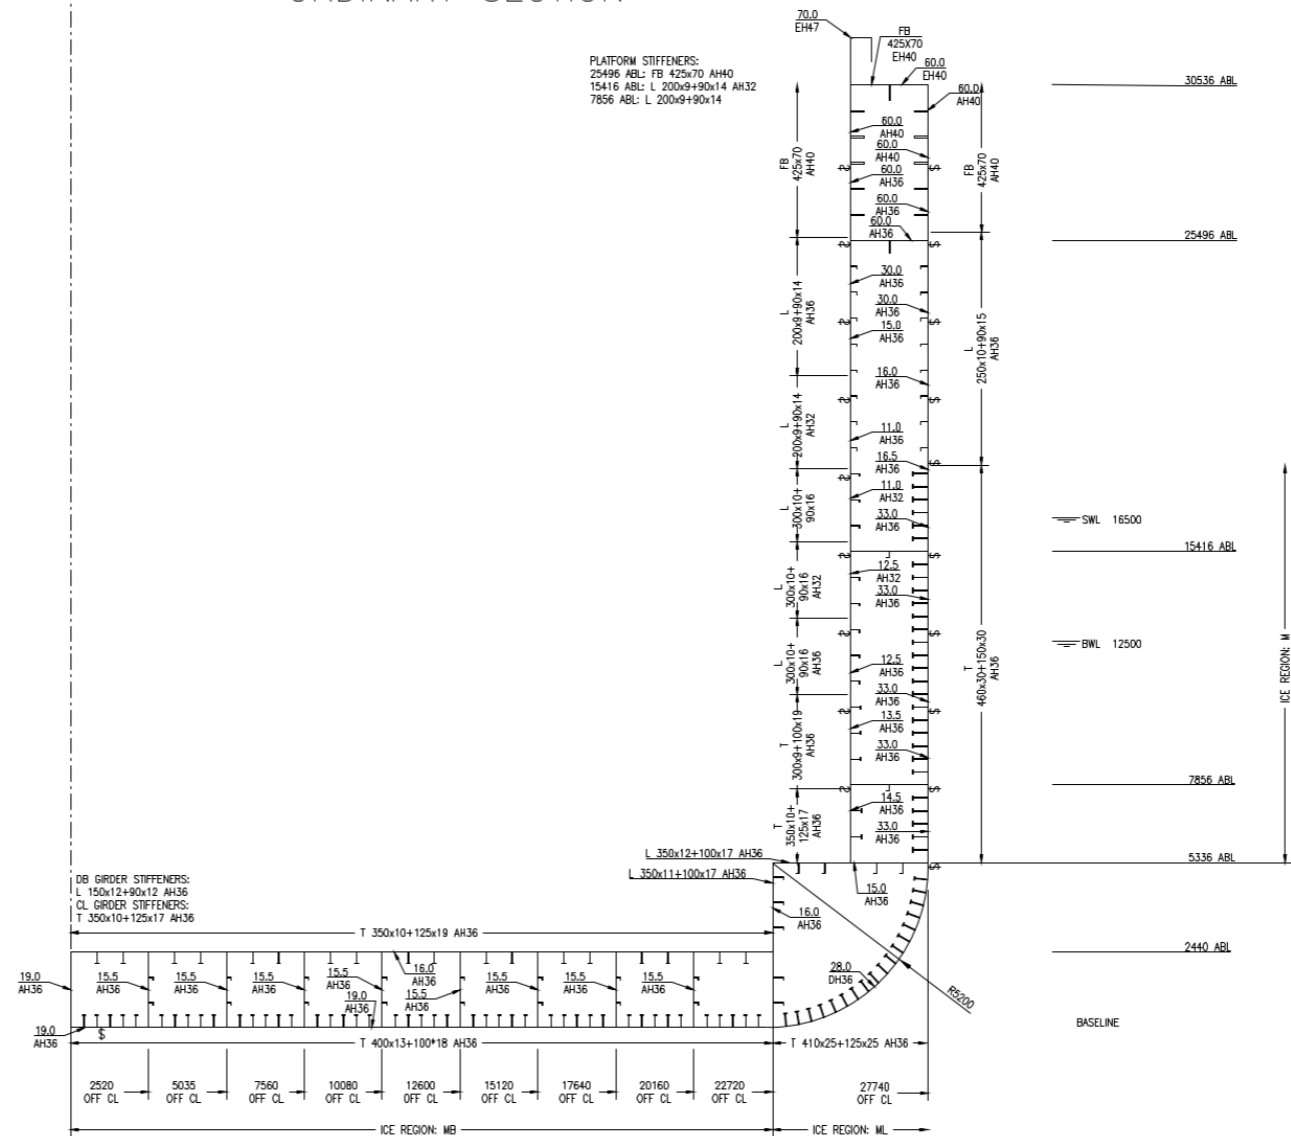 ORDINARY SECTION
PLATFORM STIFFENERS:
25496 ABL: FB 425x70 AH40
15416 ABL: L 200x9+90x14 AH32
7856 ABL: L 200x9+90x14
70.0
EH47
FB
425X70
EH40
60.0
EH40
60.0
AH40
30536 ABL
60.0
AH40
60.0
AH40
60.0
AH36
60.0
AH36
60.0
AH36
FB
425x70
AH40
FB
425x70
AH40
25496 ABL
30.0
AH36
30.0
AH36
15.0
AH36
16.0
AH36
11.0
AH36
16.5
AH36
11.0
AH32
33.0
AH36
L
200x9+90x14
AH36
L
200x9+90x14
AH32
L
300x10+
90x16
L
250x10+90x15
AH36
SWL 16500
15416 ABL
12.5
AH32
33.0
AH36
12.5
AH36
33.0
AH36
13.5
AH36
33.0
AH36
L
300x10+
90x16
AH32
L
300x10+
90x16
AH36
T
300x9+100x19
AH36
T
460x30+150x30
AH36
BWL 12500
ICE REGION: M
7856 ABL
14.5
AH36
33.0
AH36
T
350x10+
125x17
AH36
5336 ABL
L 350x12+100x17 AH36
L 350x11+100x17 AH36
15.0
AH36
16.0
AH36
DB GIRDER STIFFENERS:
L 150x12+90x12 AH36
CL GIRDER STIFFENERS:
T 350x10+125x17 AH36
T 350x10+125x19 AH36
2440 ABL
19.0
AH36
15.5
AH36
15.5
AH36
15.5
AH36
15.5
AH36
16.0
AH36
15.5
AH36
15.5
AH36
15.5
AH36
15.5
AH36
19.0
AH36
28.0
DH36
R5200
19.0
AH36
$
BASELINE
T 400x13+100*18 AH36
T 410x25+125x25 AH36
2520
OFF CL
5035
OFF CL
7560
OFF CL
10080
OFF CL
12600
OFF CL
15120
OFF CL
17640
OFF CL
20160
OFF CL
22720
OFF CL
27740
OFF CL
ICE REGION: MB
ICE REGION: ML